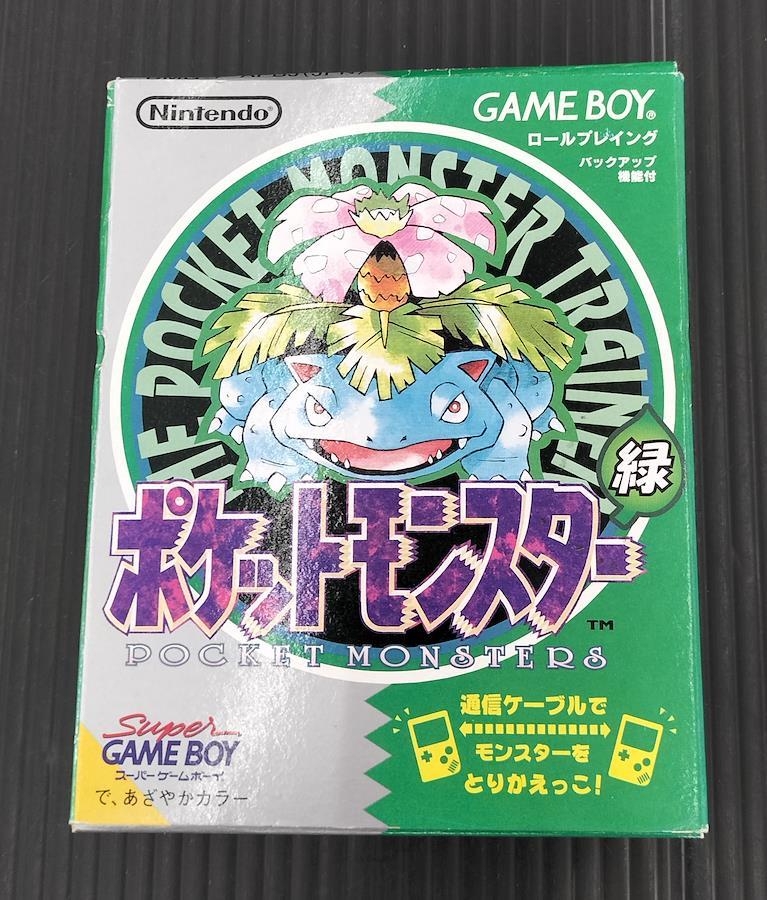 Nintendo®
GAME BOY®
ロールプレイング
バックアップ
機能付
POCKET MONSTER TRAINER
緑
ポケットモンスター
™
POCKET MONSTERS
通信ケーブルで
モンスターを
とりかえっこ!
Super
GAME BOY
スーパーゲームボーイ
で、あざやかカラー